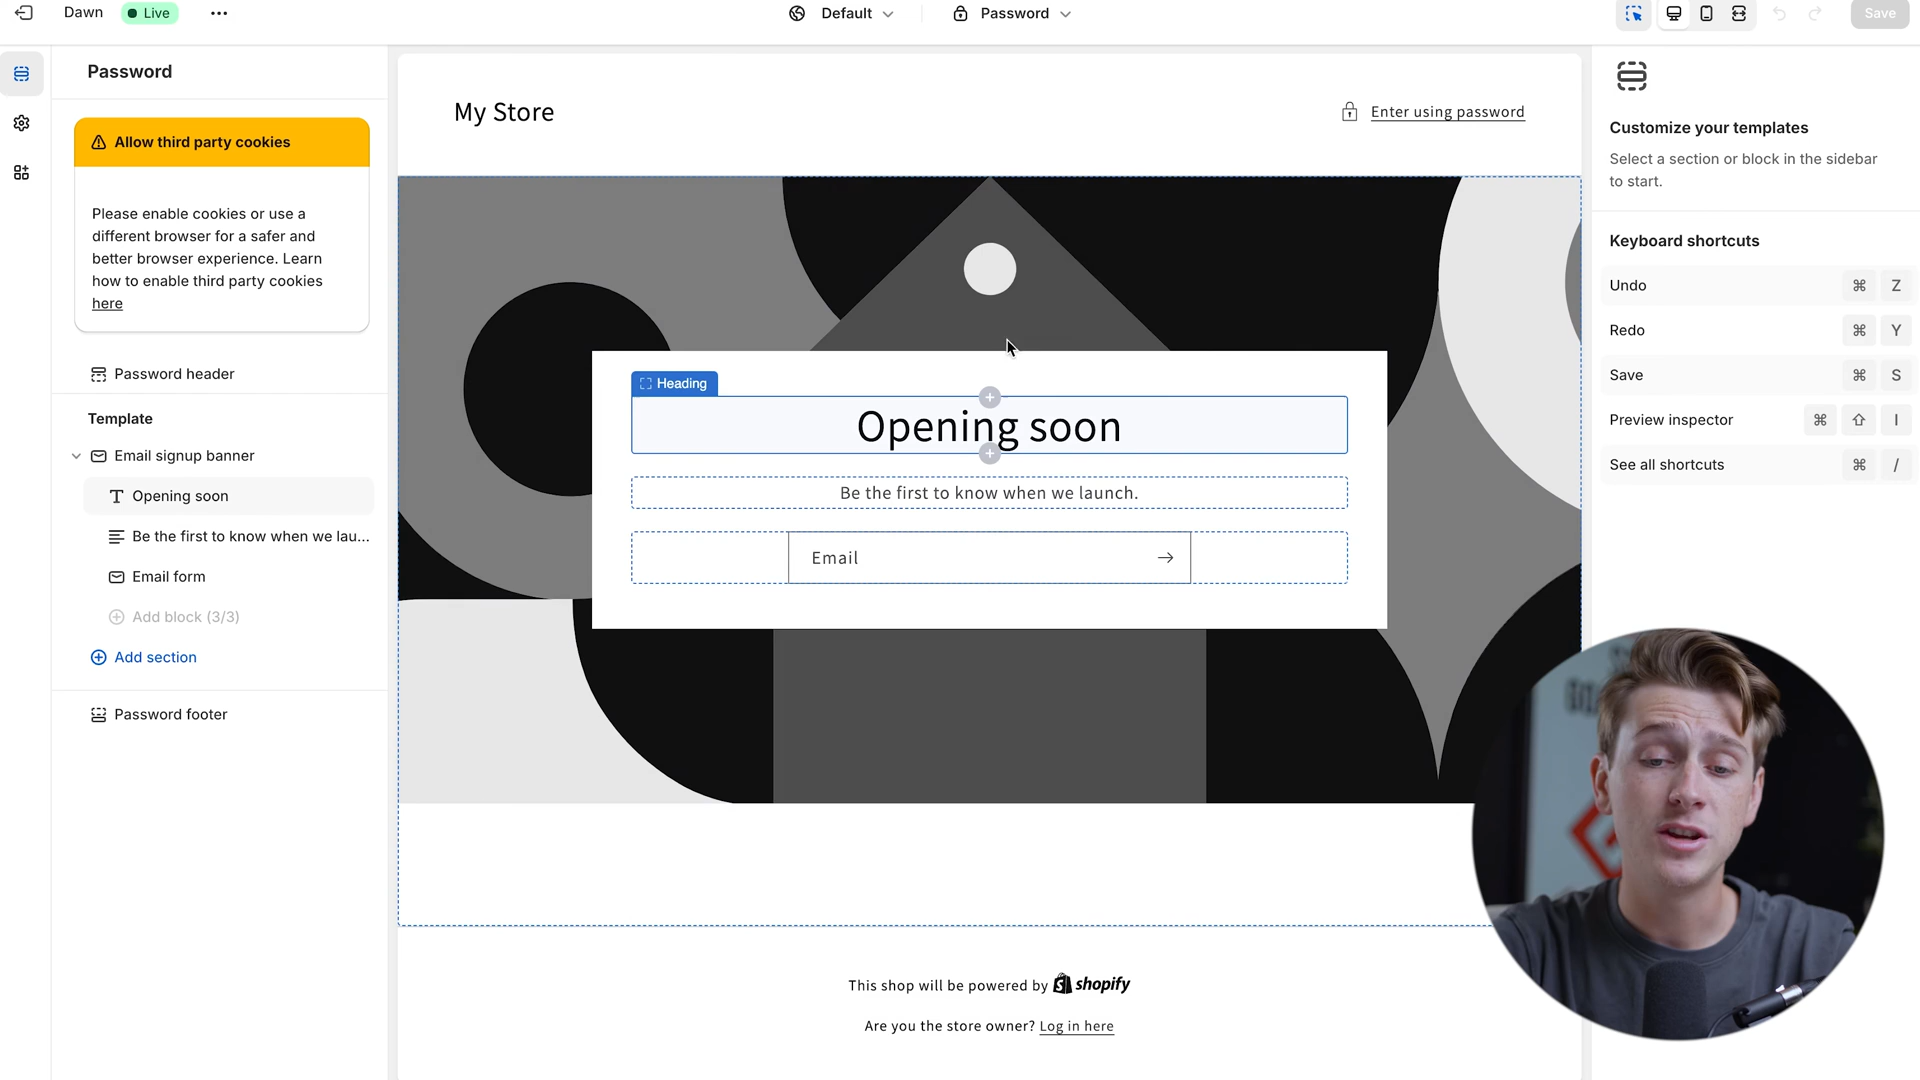 Dawn
Live
Default
Password
Save
Password
Allow third party cookies
Please enable cookies or use a
different browser for a safer and
better browser experience. Learn
how to enable third party cookies
here
Password header
Template
Email signup banner
Opening soon
Be the first to know when we lau...
Email form
Add block (3/3)
Add section
Password footer
My Store
Enter using password
Heading
Opening soon
Be the first to know when we launch.
Email
This shop will be powered by shopify
Are you the store owner? Log in here
Customize your templates
Select a section or block in the sidebar
to start.
Keyboard shortcuts
Undo ⌘ Z
Redo ⌘ Y
Save ⌘ S
Preview inspector ⌘ ⇧ I
See all shortcuts ⌘ /